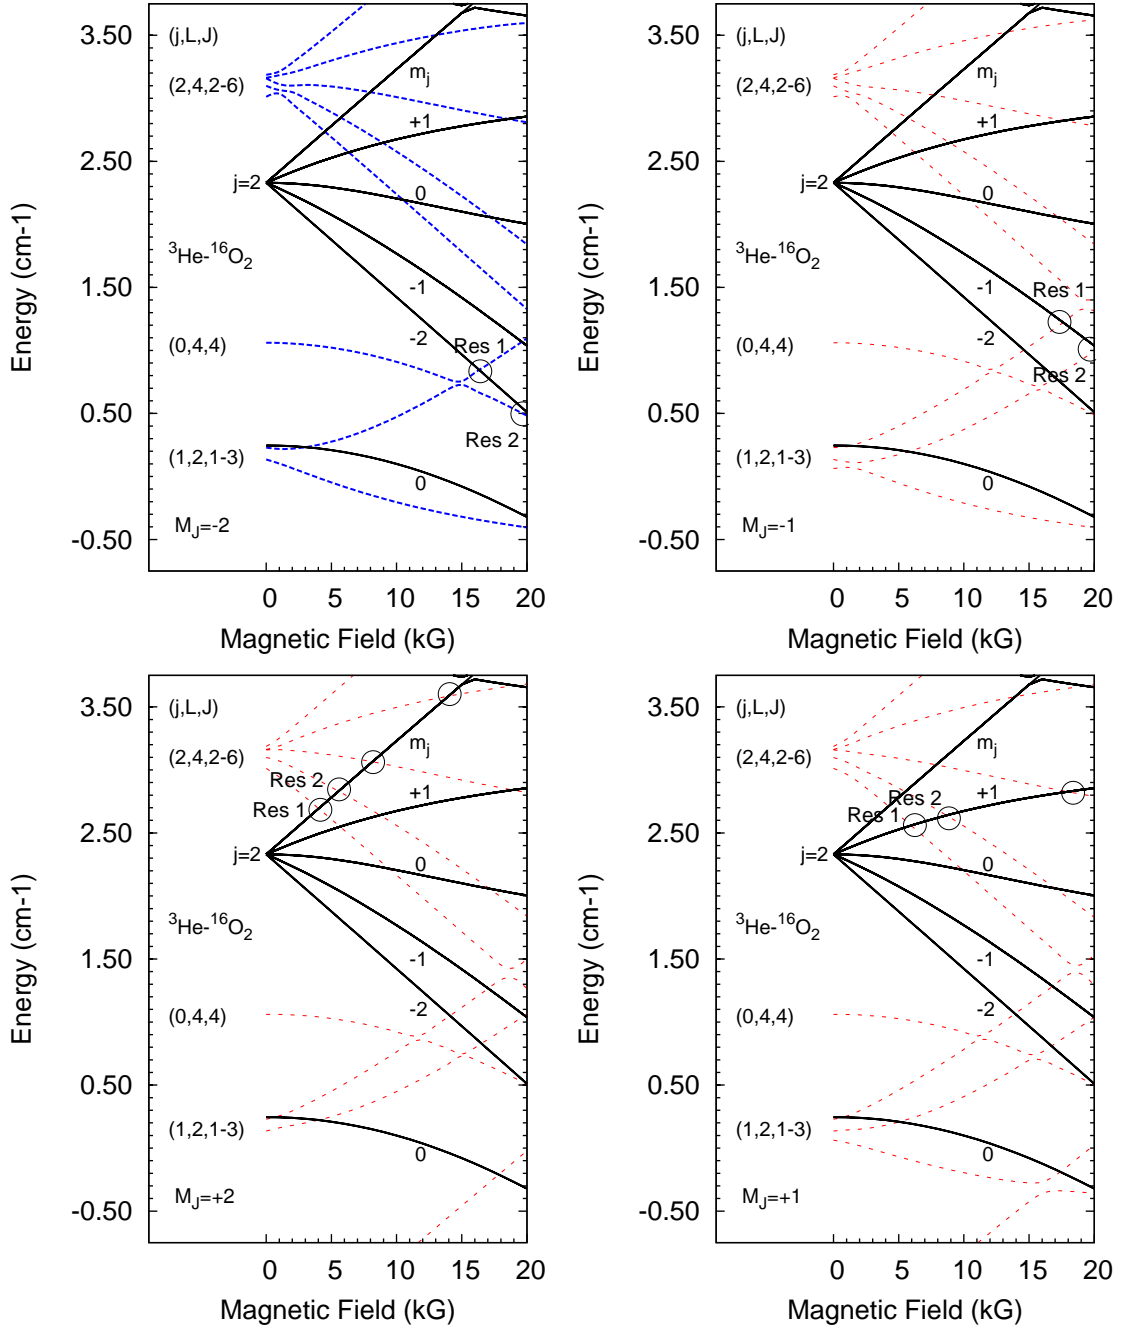 3.50
2.50
1.50
0.50
-0.50
Energy (cm-1)
(j,L,J)
(2,4,2-6)
m_j
+1
j=2
0
³He-¹⁶O₂
-1
-2
Res 1
(0,4,4)
Res 2
(1,2,1-3)
0
M_J=-2
0 5 10 15 20
Magnetic Field (kG)
3.50
2.50
1.50
0.50
-0.50
Energy (cm-1)
(j,L,J)
(2,4,2-6)
m_j
+1
j=2
0
³He-¹⁶O₂
-1
Res 1
-2
(0,4,4)
Res 2
(1,2,1-3)
0
M_J=-1
0 5 10 15 20
Magnetic Field (kG)
3.50
2.50
1.50
0.50
-0.50
Energy (cm-1)
(j,L,J)
m_j
(2,4,2-6)
Res 2
+1
Res 1
j=2
0
³He-¹⁶O₂
-1
-2
(0,4,4)
(1,2,1-3)
0
M_J=+2
0 5 10 15 20
Magnetic Field (kG)
3.50
2.50
1.50
0.50
-0.50
Energy (cm-1)
(j,L,J)
m_j
(2,4,2-6)
+1
Res 2
Res 1
j=2
0
³He-¹⁶O₂
-1
-2
(0,4,4)
(1,2,1-3)
0
M_J=+1
0 5 10 15 20
Magnetic Field (kG)